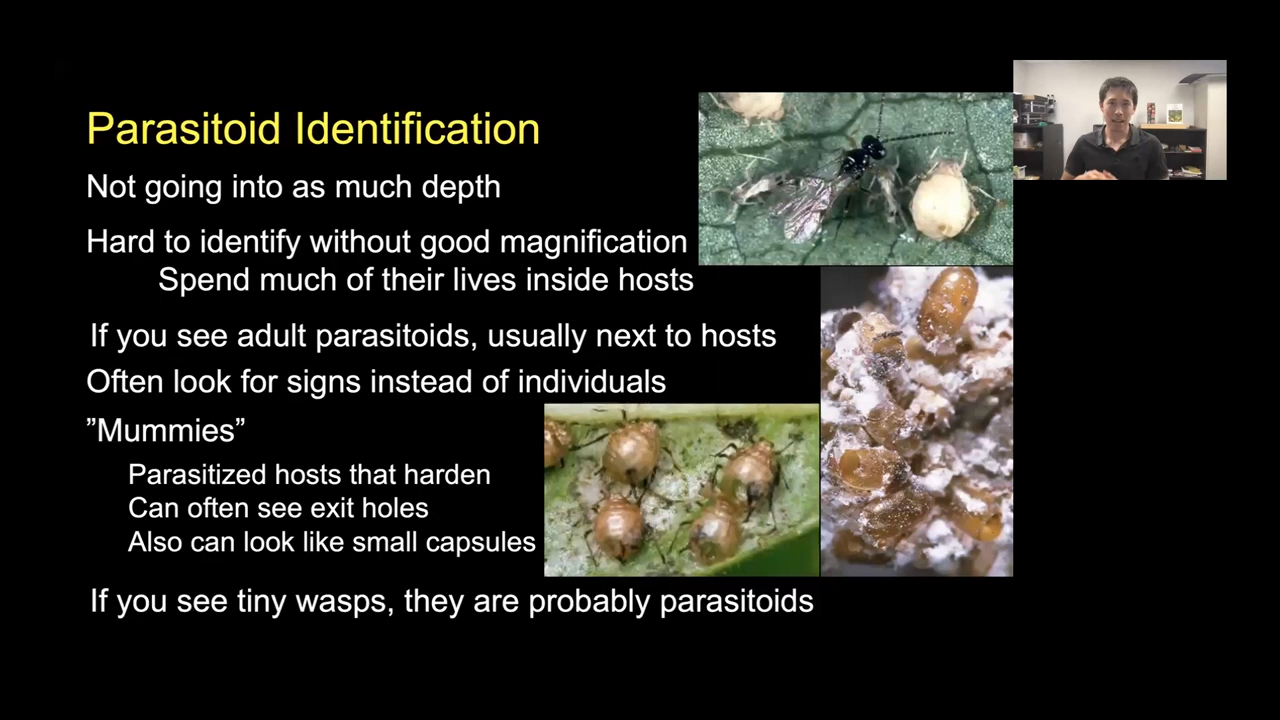 Parasitoid Identification
Not going into as much depth
Hard to identify without good magnification
Spend much of their lives inside hosts
If you see adult parasitoids, usually next to hosts
Often look for signs instead of individuals
”Mummies”
Parasitized hosts that harden
Can often see exit holes
Also can look like small capsules
If you see tiny wasps, they are probably parasitoids